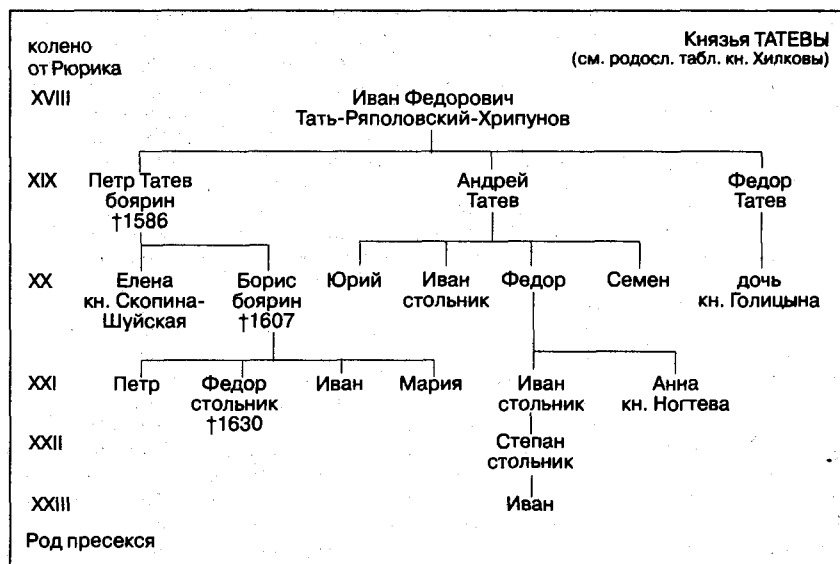 колено
от Рюрика
Князья ТАТЕВЫ
(см. родосл. табл. кн. Хилковы)
XVIII
Иван Федорович
Тать-Ряполовский-Хрипунов
XIX
Петр Татев
боярин
†1586
Андрей
Татев
Федор
Татев
XX
Елена
кн. Скопина-
Шуйская
Борис
боярин
†1607
Юрий
Иван
стольник
Федор
Семен
дочь
кн. Голицына
XXI
Петр
Федор
стольник
†1630
Иван
Мария
Иван
стольник
Анна
кн. Ногтева
XXII
Степан
стольник
XXIII
Иван
Род пресекся